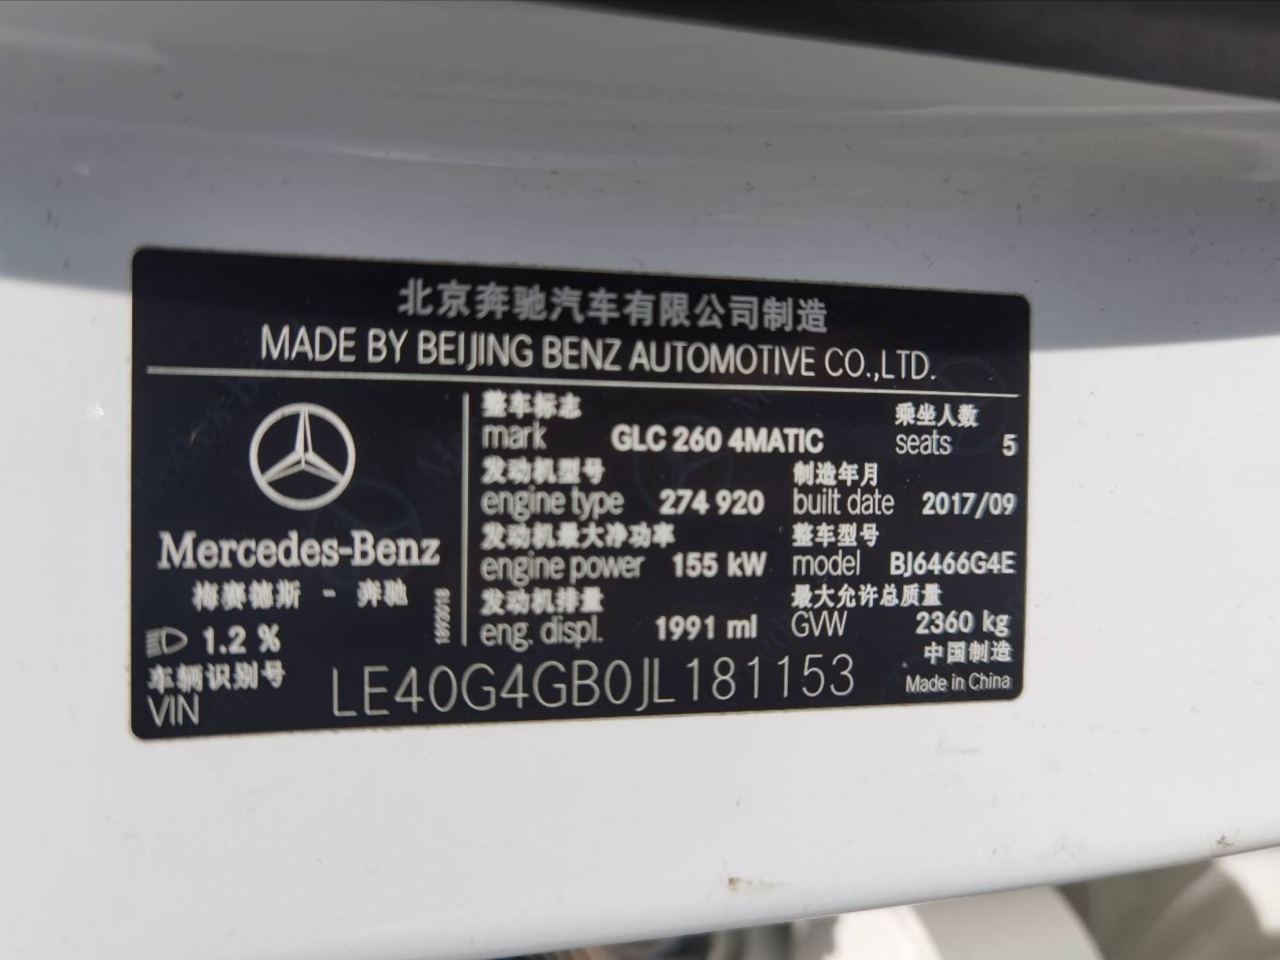 北京奔驰汽车有限公司制造
MADE BY BEIJING BENZ AUTOMOTIVE CO.,LTD.
整车标志
mark GLC 260 4MATIC
乘坐人数
seats 5
发动机型号
engine type 274 920
制造年月
built date 2017/09
发动机最大净功率
engine power 155 kW
整车型号
model BJ6466G4E
发动机排量
eng. displ. 1991 ml
最大允许总质量
GVW 2360 kg
Mercedes-Benz
梅赛德斯 - 奔驰
1.2 %
车辆识别号
VIN LE40G4GB0JL181153
中国制造
Made in China